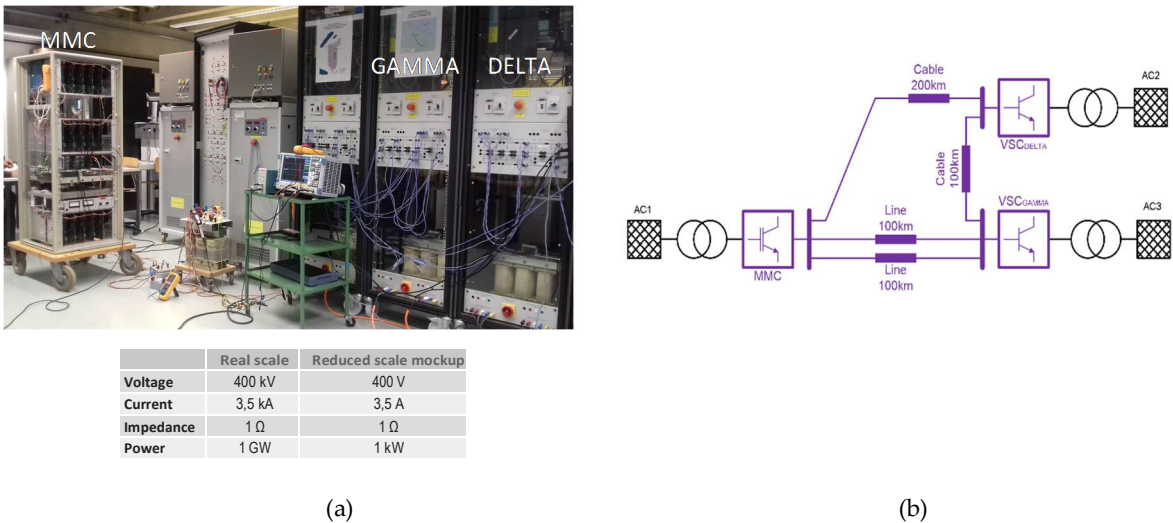 MMC
GAMMA
DELTA
Real scale Reduced scale mockup
Voltage 400 kV 400 V
Current 3,5 kA 3,5 A
Impedance 1 Ω 1 Ω
Power 1 GW 1 kW
(a)
Cable
200km
AC2
VSC_DELTA
Cable
100km
VSC_GAMMA
AC1
Line
100km
AC3
MMC
Line
100km
(b)